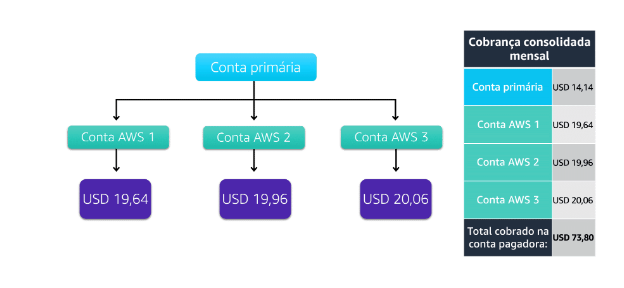 Conta primária
Conta AWS 1
Conta AWS 2
Conta AWS 3
USD 19,64
USD 19,96
USD 20,06
Cobrança consolidada
mensal
Conta primária USD 14,14
Conta AWS 1 USD 19,64
Conta AWS 2 USD 19,96
Conta AWS 3 USD 20,06
Total cobrado na
conta pagadora: USD 73,80